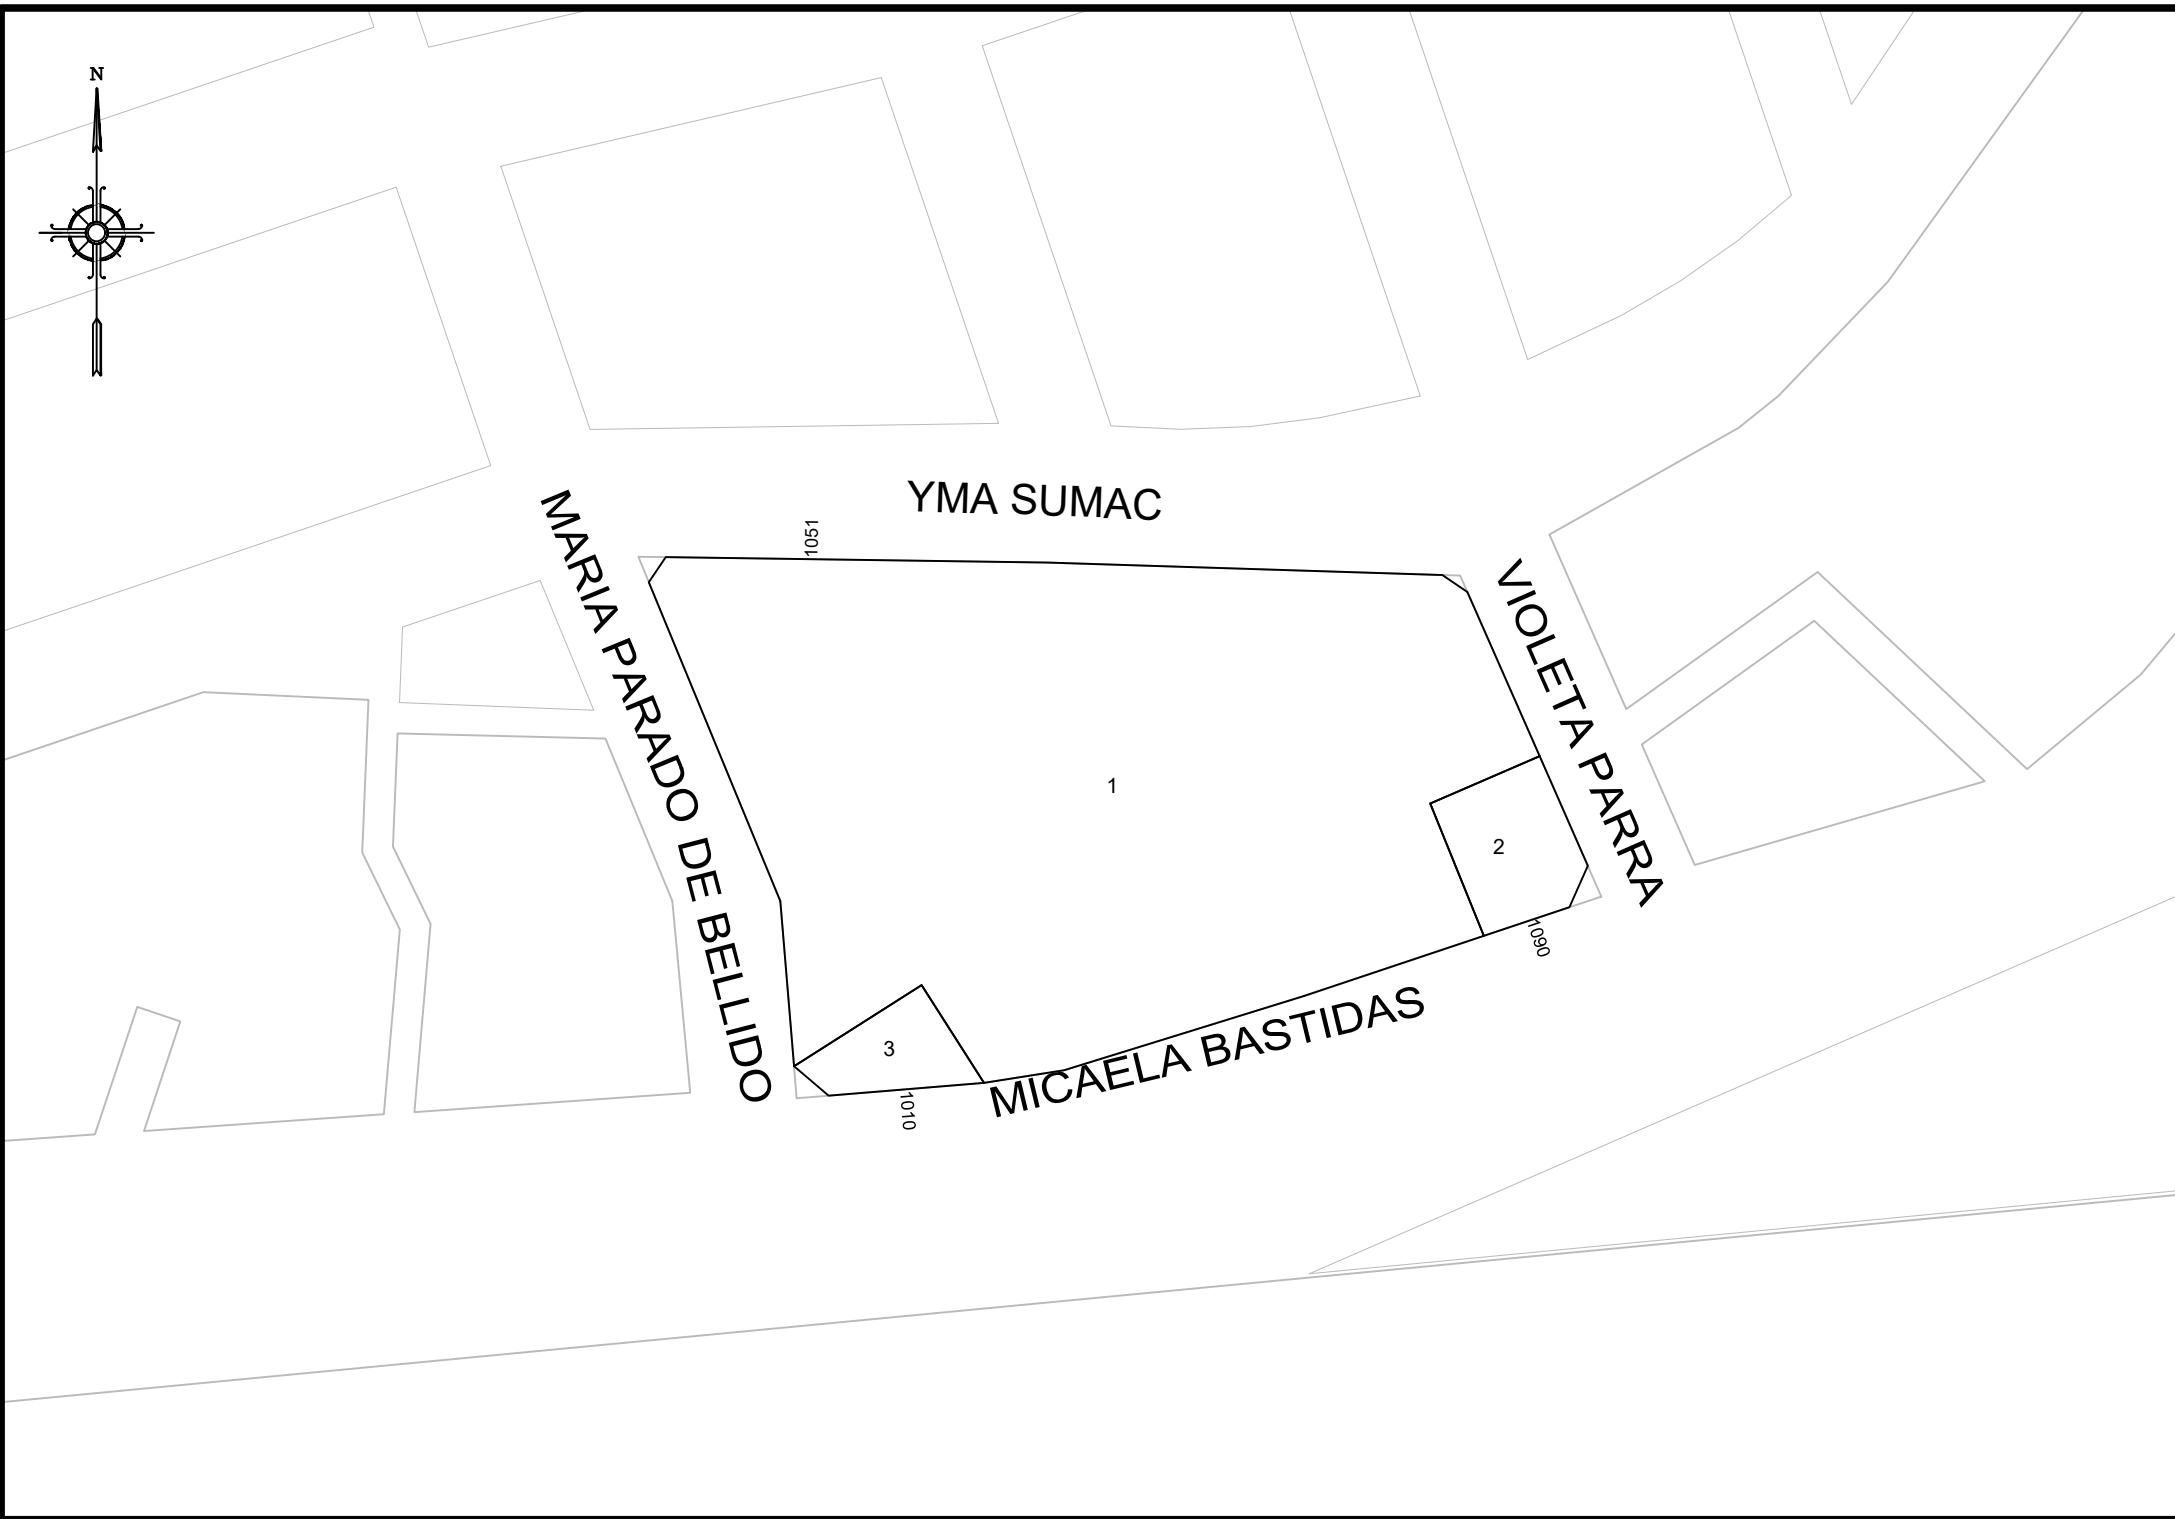 N
YMA SUMAC
1051
MARIA PARADO DE BELLIDO
VIOLETA PARRA
1
2
1090
3
MICAELA BASTIDAS
1010